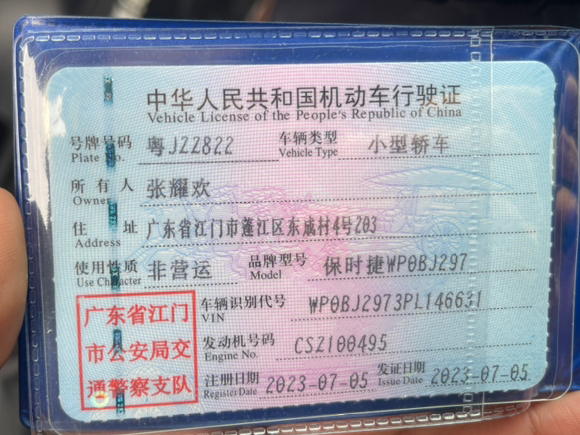 中华人民共和国机动车行驶证
Vehicle License of the People's Republic of China
号牌号码 粤JZZ822 车辆类型 小型轿车
Plate No. Vehicle Type
所有人 张耀欢
Owner
住址 广东省江门市蓬江区东成村4号203
Address
使用性质 非营运 品牌型号 保时捷WP0BJ297
Use Character Model
车辆识别代号 WP0BJ2973PL146631
VIN
发动机号码 CSZ100495
Engine No.
注册日期 2023-07-05 发证日期 2023-07-05
Register Date Issue Date
广东省江门
市公安局交
通警察支队